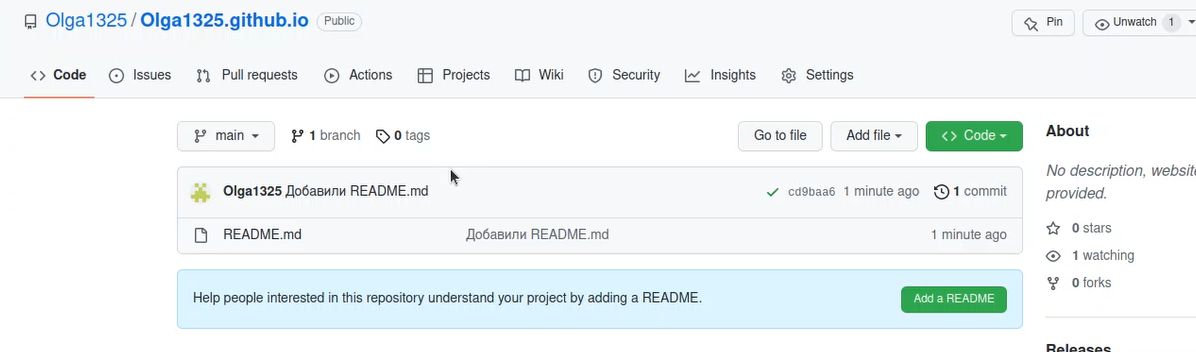 Olga1325 / Olga1325.github.io Public
Pin Unwatch 1
Code Issues Pull requests Actions Projects Wiki Security Insights Settings
main 1 branch 0 tags Go to file Add file Code
Olga1325 Добавили README.md cd9baa6 1 minute ago 1 commit
README.md Добавили README.md 1 minute ago
Help people interested in this repository understand your project by adding a README. Add a README
About
No description, website
provided.
0 stars
1 watching
0 forks
Releases